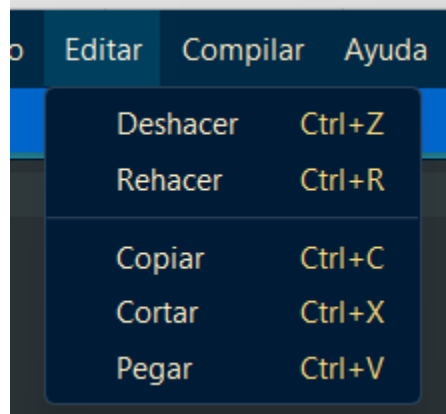 o Editar Compilar Ayuda
Deshacer Ctrl+Z
Rehacer Ctrl+R
Copiar Ctrl+C
Cortar Ctrl+X
Pegar Ctrl+V